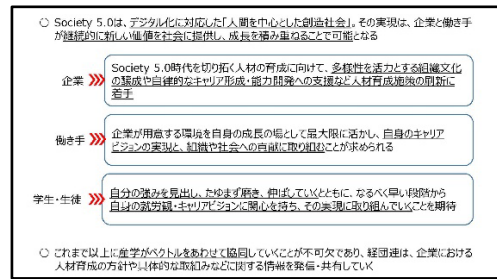 ○ Society 5.0は、デジタル化に対応した「人間を中心とした創造社会」。その実現は、企業と働き手
が継続的に新しい価値を社会に提供し、成長を積み重ねることで可能となる
企業
Society 5.0時代を切り拓く人材の育成に向けて、多様性を活力とする組織文化
の醸成や自律的なキャリア形成・能力開発への支援など人材育成施策の刷新に
着手
働き手
企業が用意する環境を自身の成長の場として最大限に活かし、自身のキャリア
ビジョンの実現と、組織や社会への貢献に取り組むことが求められる
学生・生徒
自分の強みを見出し、たゆまず磨き、伸ばしていくとともに、なるべく早い段階から
自身の就労観・キャリアビジョンに関心を持ち、その実現に取り組んでいくことを期待
○ これまで以上に産学がベクトルをあわせて協同していくことが不可欠であり、経団連は、企業における
人材育成の方針や具体的な取組みなどに関する情報を発信・共有していく